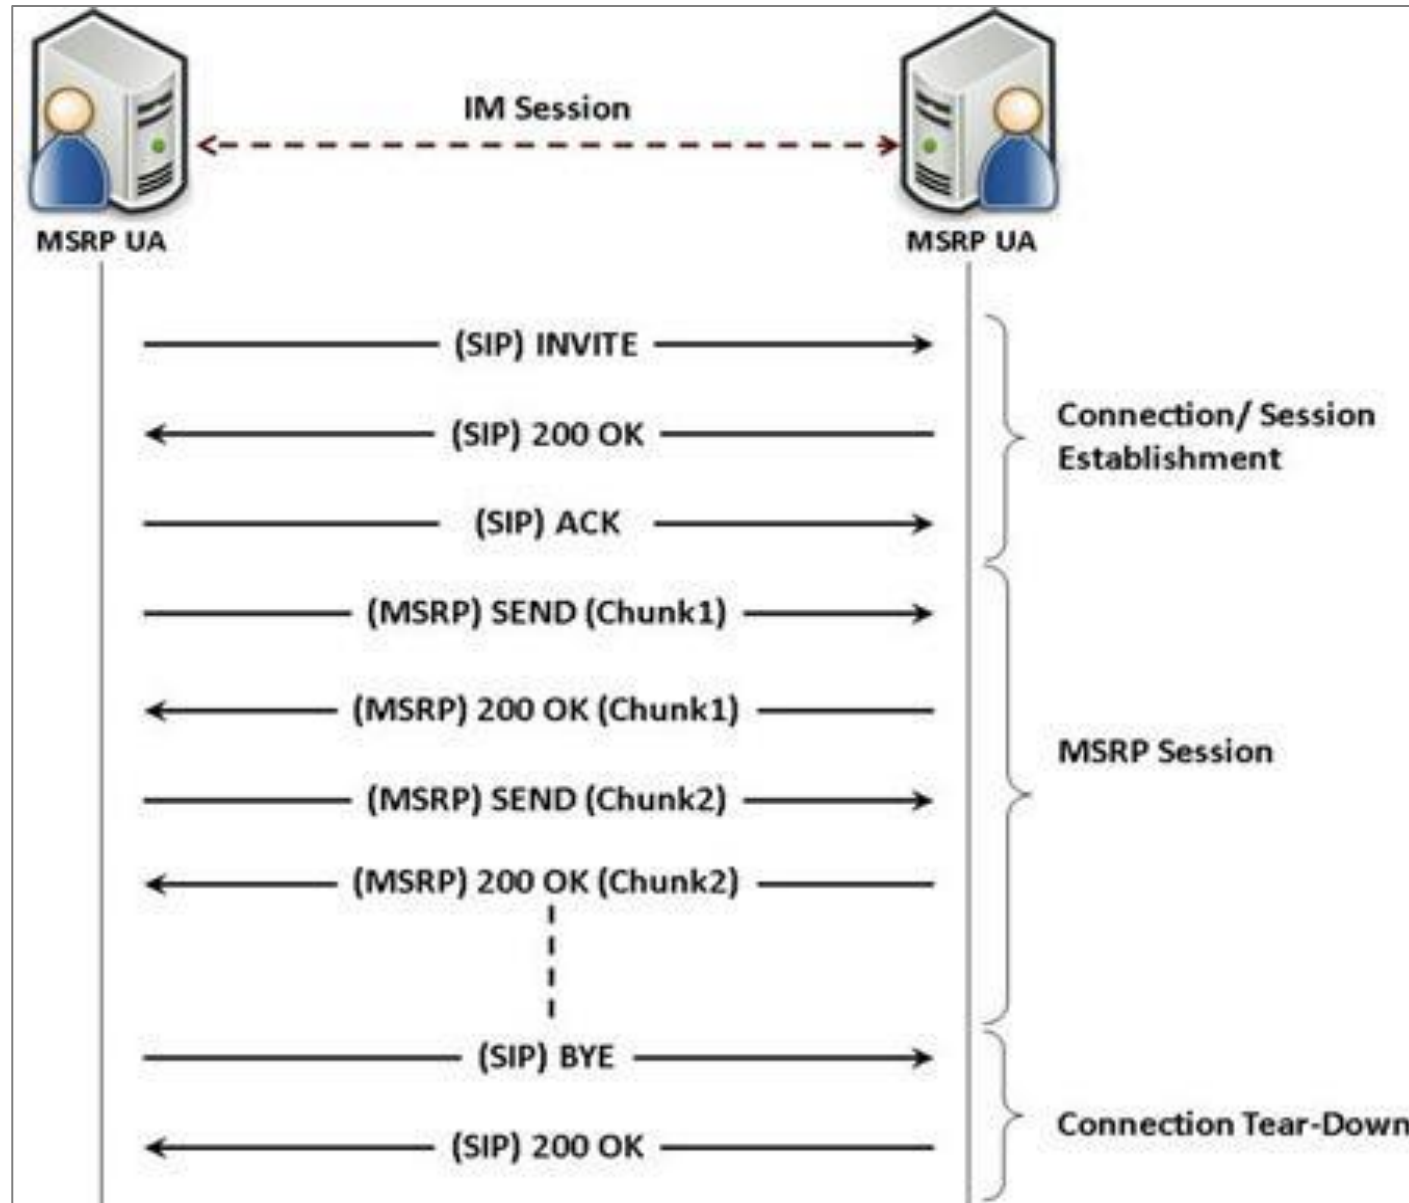 IM Session
MSRP UA
MSRP UA
(SIP) INVITE
(SIP) 200 OK
Connection/ Session
Establishment
(SIP) ACK
(MSRP) SEND (Chunk1)
(MSRP) 200 OK (Chunk1)
MSRP Session
(MSRP) SEND (Chunk2)
(MSRP) 200 OK (Chunk2)
(SIP) BYE
Connection Tear-Down
(SIP) 200 OK